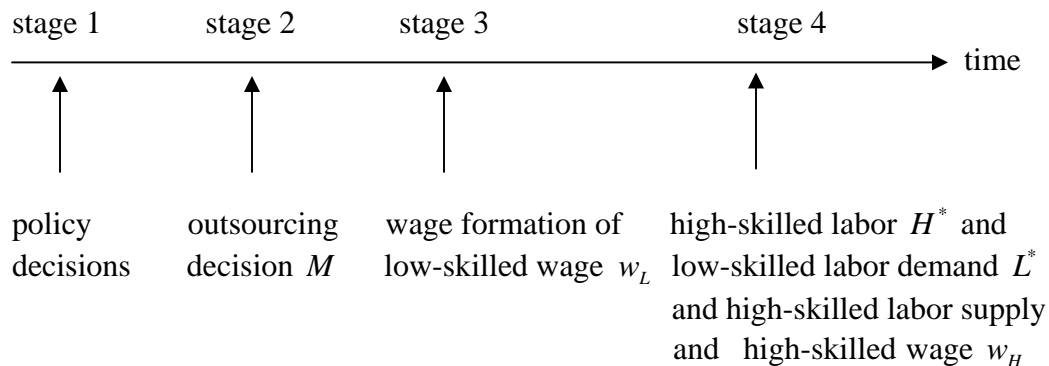 stage 1 stage 2 stage 3 stage 4
time
policy decisions
outsourcing decision M
wage formation of low-skilled wage w_L
high-skilled labor H^* and
low-skilled labor demand L^*
and high-skilled labor supply
and high-skilled wage w_H